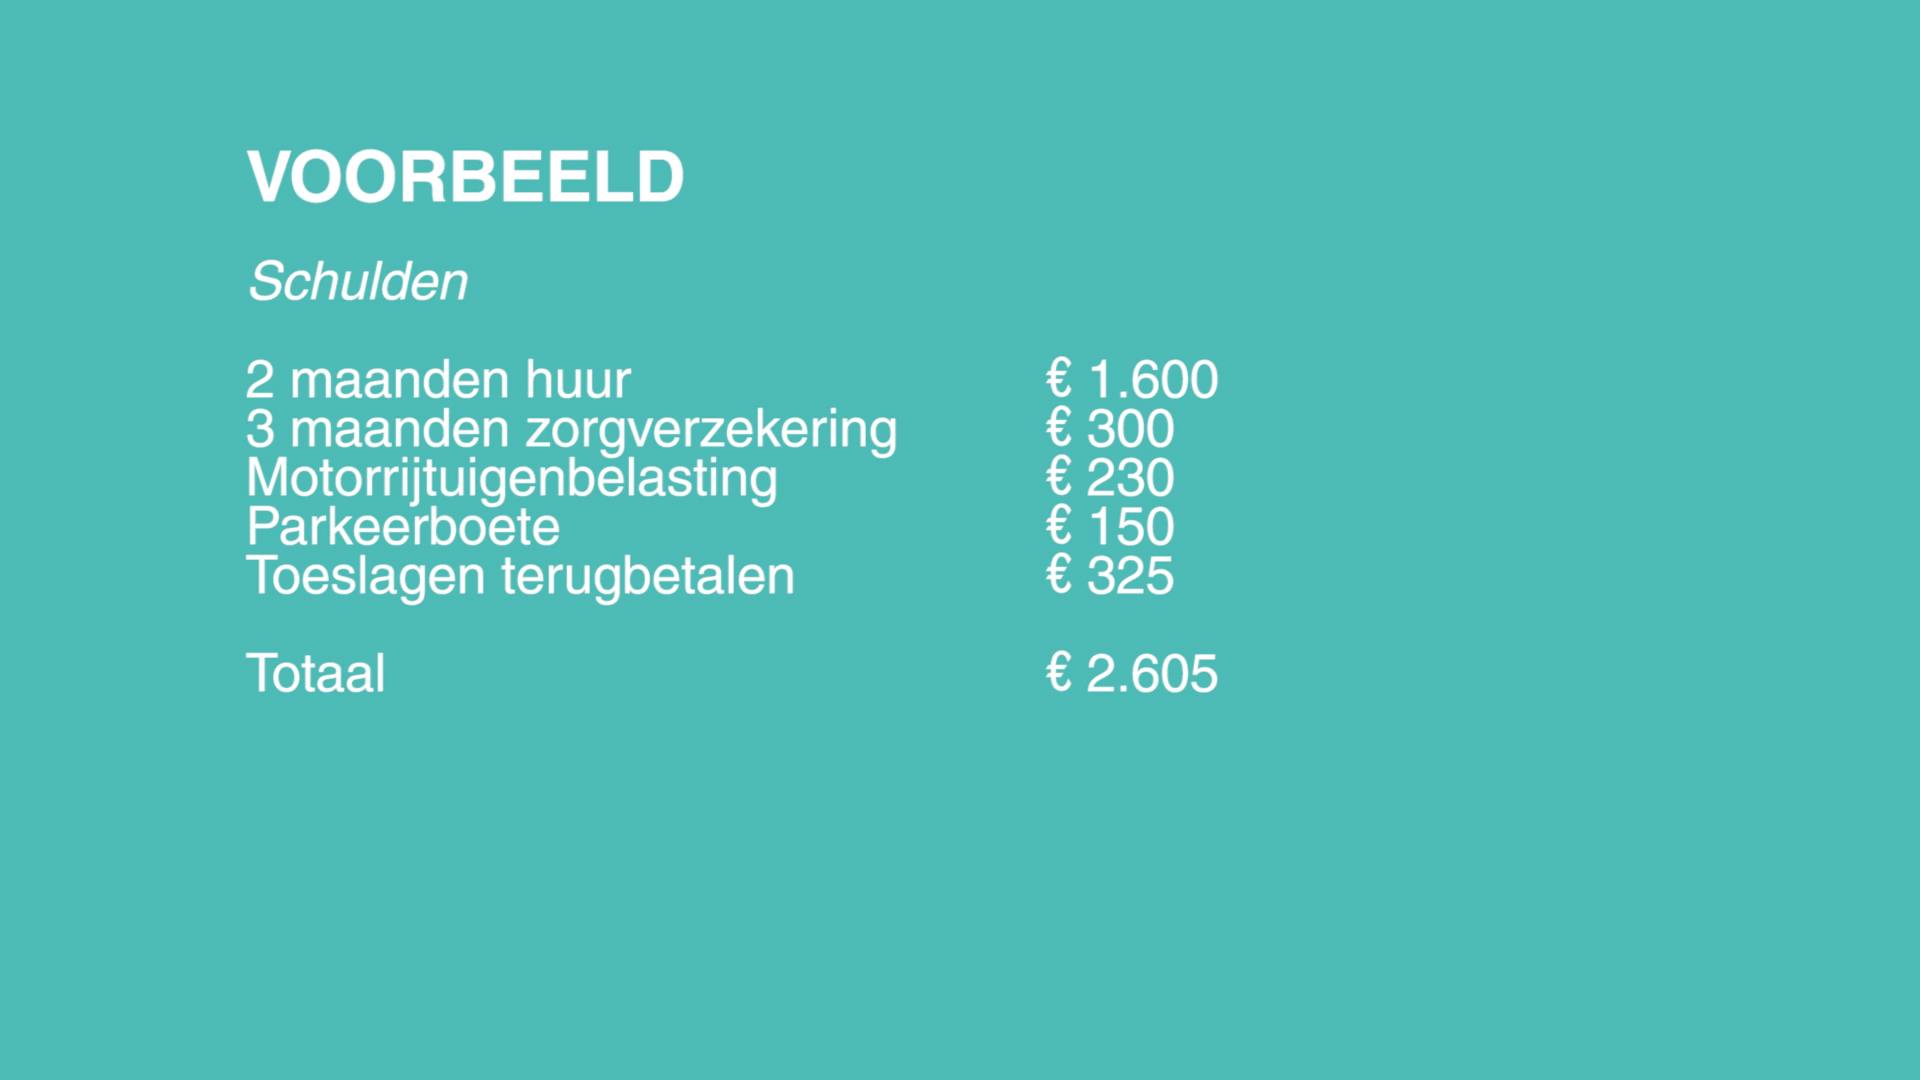 VOORBEELD
Schulden
2 maanden huur € 1.600
3 maanden zorgverzekering € 300
Motorrijtuigenbelasting € 230
Parkeerboete € 150
Toeslagen terugbetalen € 325
Totaal € 2.605